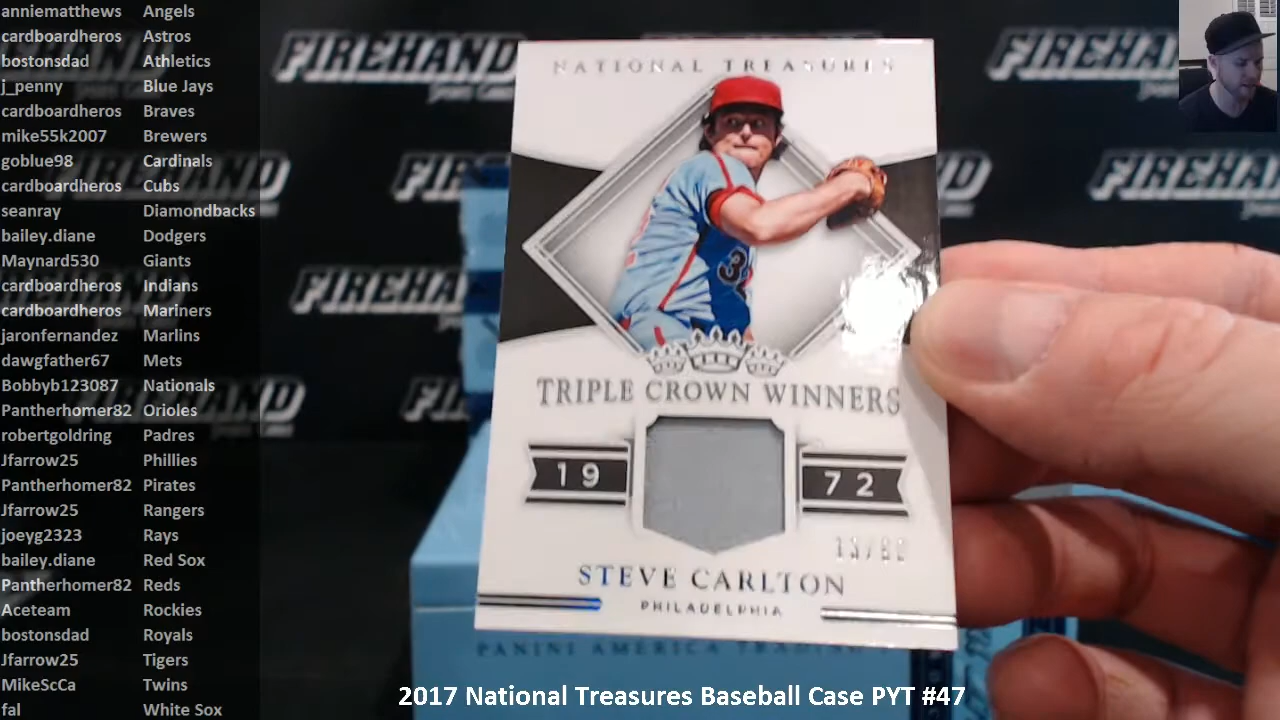 anniematthews Angels
cardboardheros Astros
bostonsdad Athletics
j_penny Blue Jays
cardboardheros Braves
mike55k2007 Brewers
goblue98 Cardinals
cardboardheros Cubs
seanray Diamondbacks
bailey.diane Dodgers
Maynard530 Giants
cardboardheros Indians
cardboardheros Mariners
jaronfernandez Marlins
dawgfather67 Mets
Bobbyb123087 Nationals
Pantherhomer82 Orioles
robertgoldring Padres
Jfarrow25 Phillies
Pantherhomer82 Pirates
Jfarrow25 Rangers
joeyg2323 Rays
bailey.diane Red Sox
Pantherhomer82 Reds
Aceteam Rockies
bostonsdad Royals
Jfarrow25 Tigers
MikeScCa Twins
fal White Sox
FIREHAND
FIREHAND
FIREHAND
NATIONAL TREASURES
TRIPLE CROWN WINNERS
19 72
STEVE CARLTON
PHILADELPHIA
PANINI AMERICA
2017 National Treasures Baseball Case PYT #47